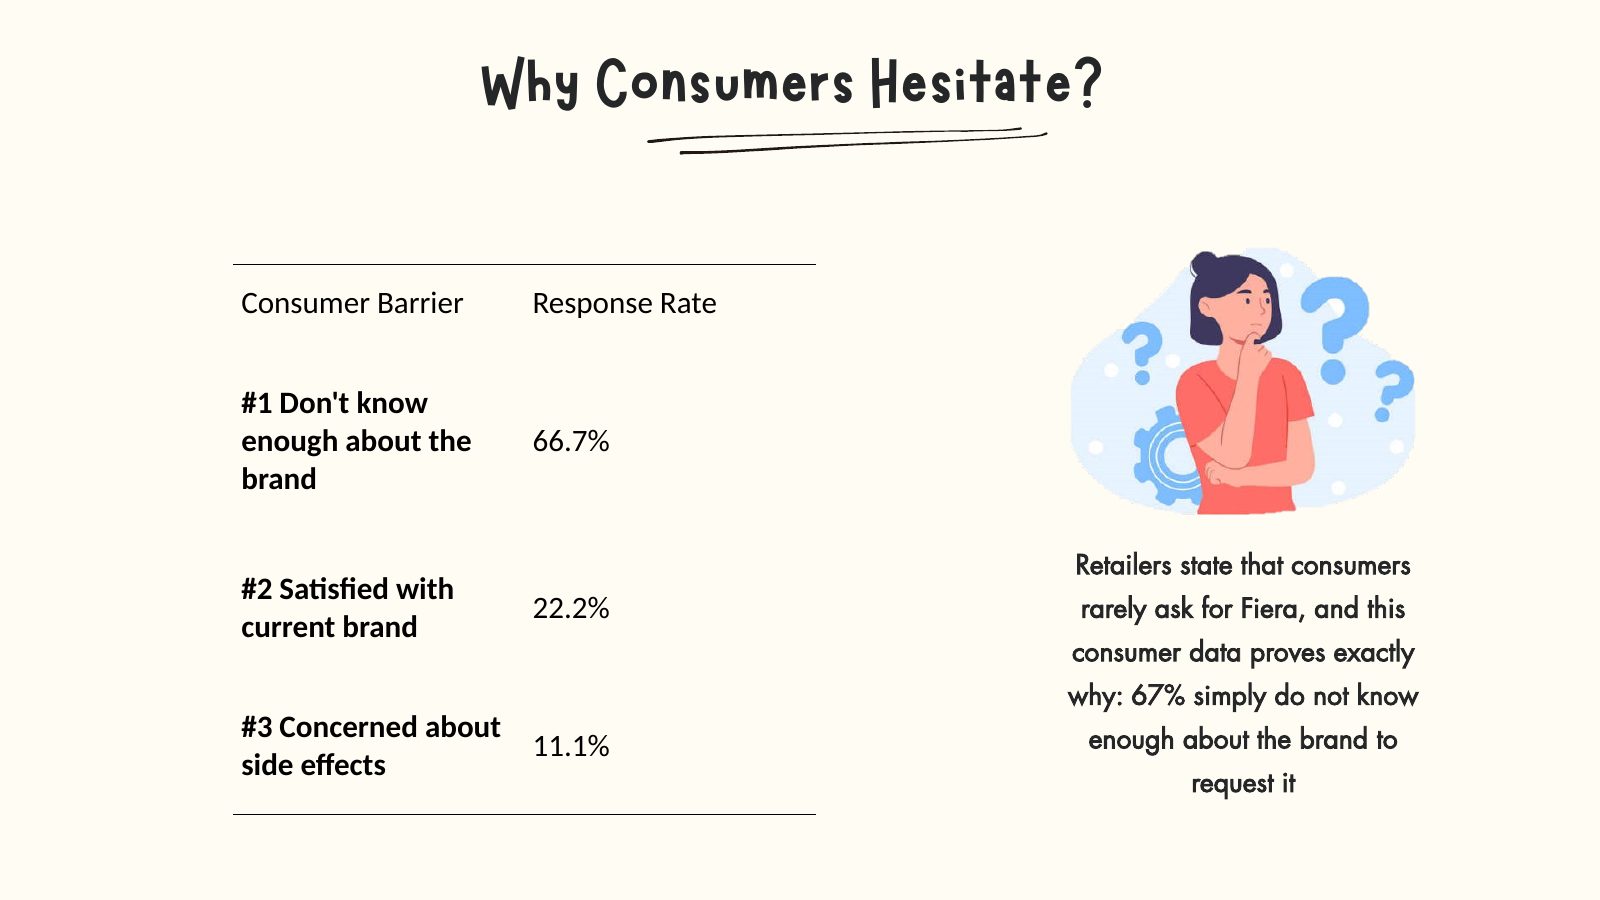 Why Consumers Hesitate?
Consumer Barrier
Response Rate
#1 Don't know
enough about the
brand
66.7%
#2 Satisfied with
current brand
22.2%
#3 Concerned about
side effects
11.1%
Retailers state that consumers
rarely ask for Fiera, and this
consumer data proves exactly
why: 67% simply do not know
enough about the brand to
request it